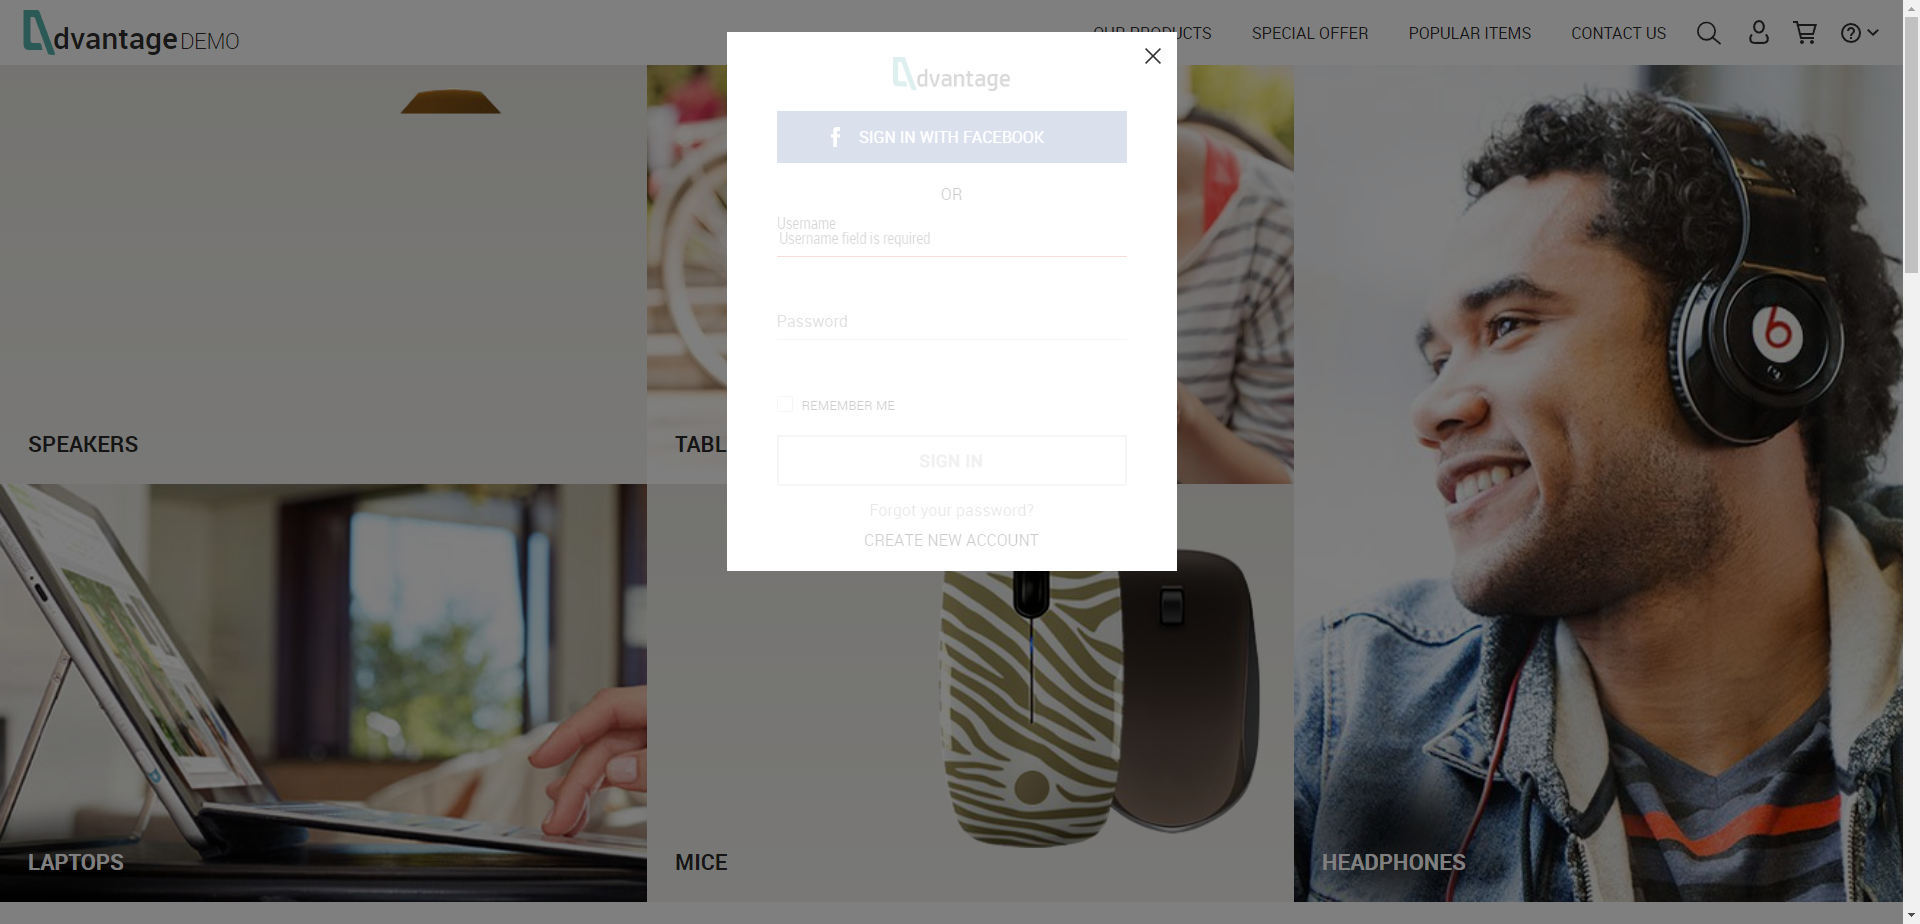 dvantage DEMO
OUR PRODUCTS
SPECIAL OFFER
POPULAR ITEMS
CONTACT US
dvantage
SIGN IN WITH FACEBOOK
OR
Username
Username field is required
Password
REMEMBER ME
SIGN IN
Forgot your password?
CREATE NEW ACCOUNT
SPEAKERS
TABL
LAPTOPS
MICE
HEADPHONES